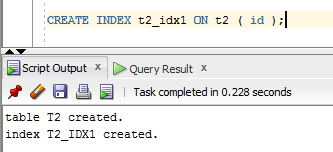 CREATE INDEX t2_idx1 ON t2 ( id );
Script Output x Query Result x
Task completed in 0.228 seconds
table T2 created.
index T2_IDX1 created.